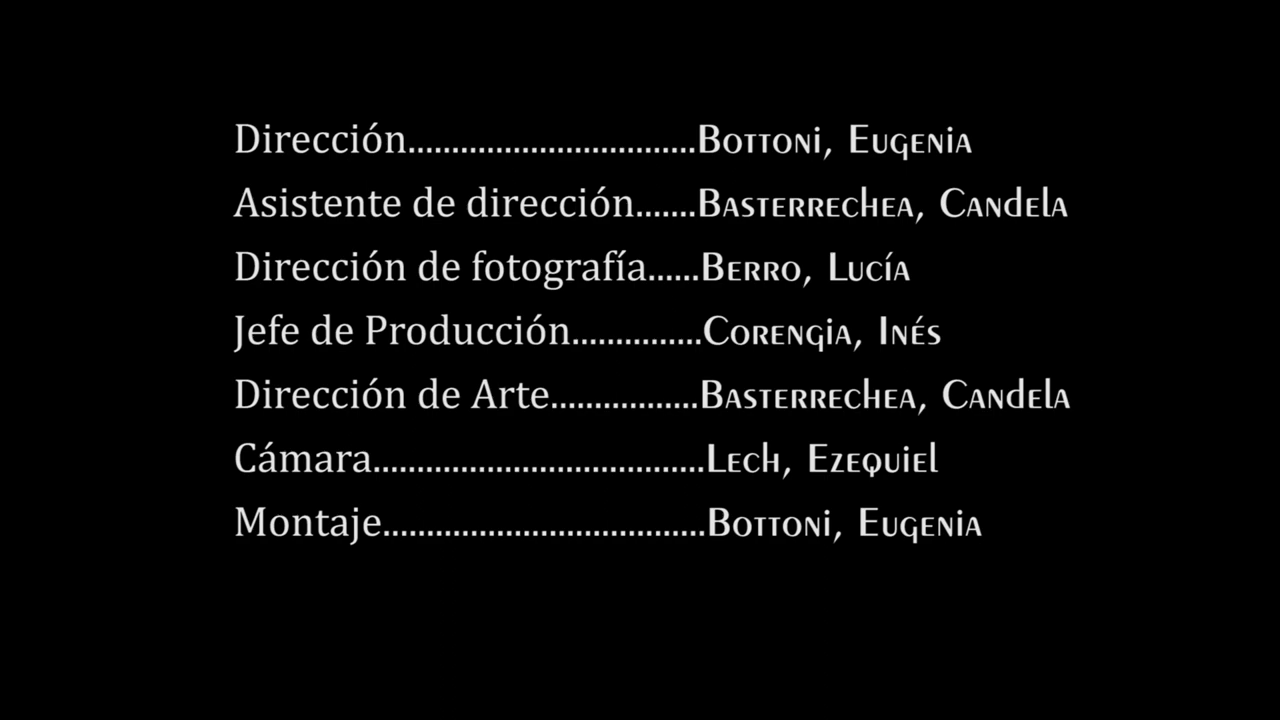 Dirección.................................Bottoni, Eugenia
Asistente de dirección.......Basterrechea, Candela
Dirección de fotografía......Berro, Lucía
Jefe de Producción...............Corengia, Inés
Dirección de Arte.................Basterrechea, Candela
Cámara......................................Lech, Ezequiel
Montaje.....................................Bottoni, Eugenia